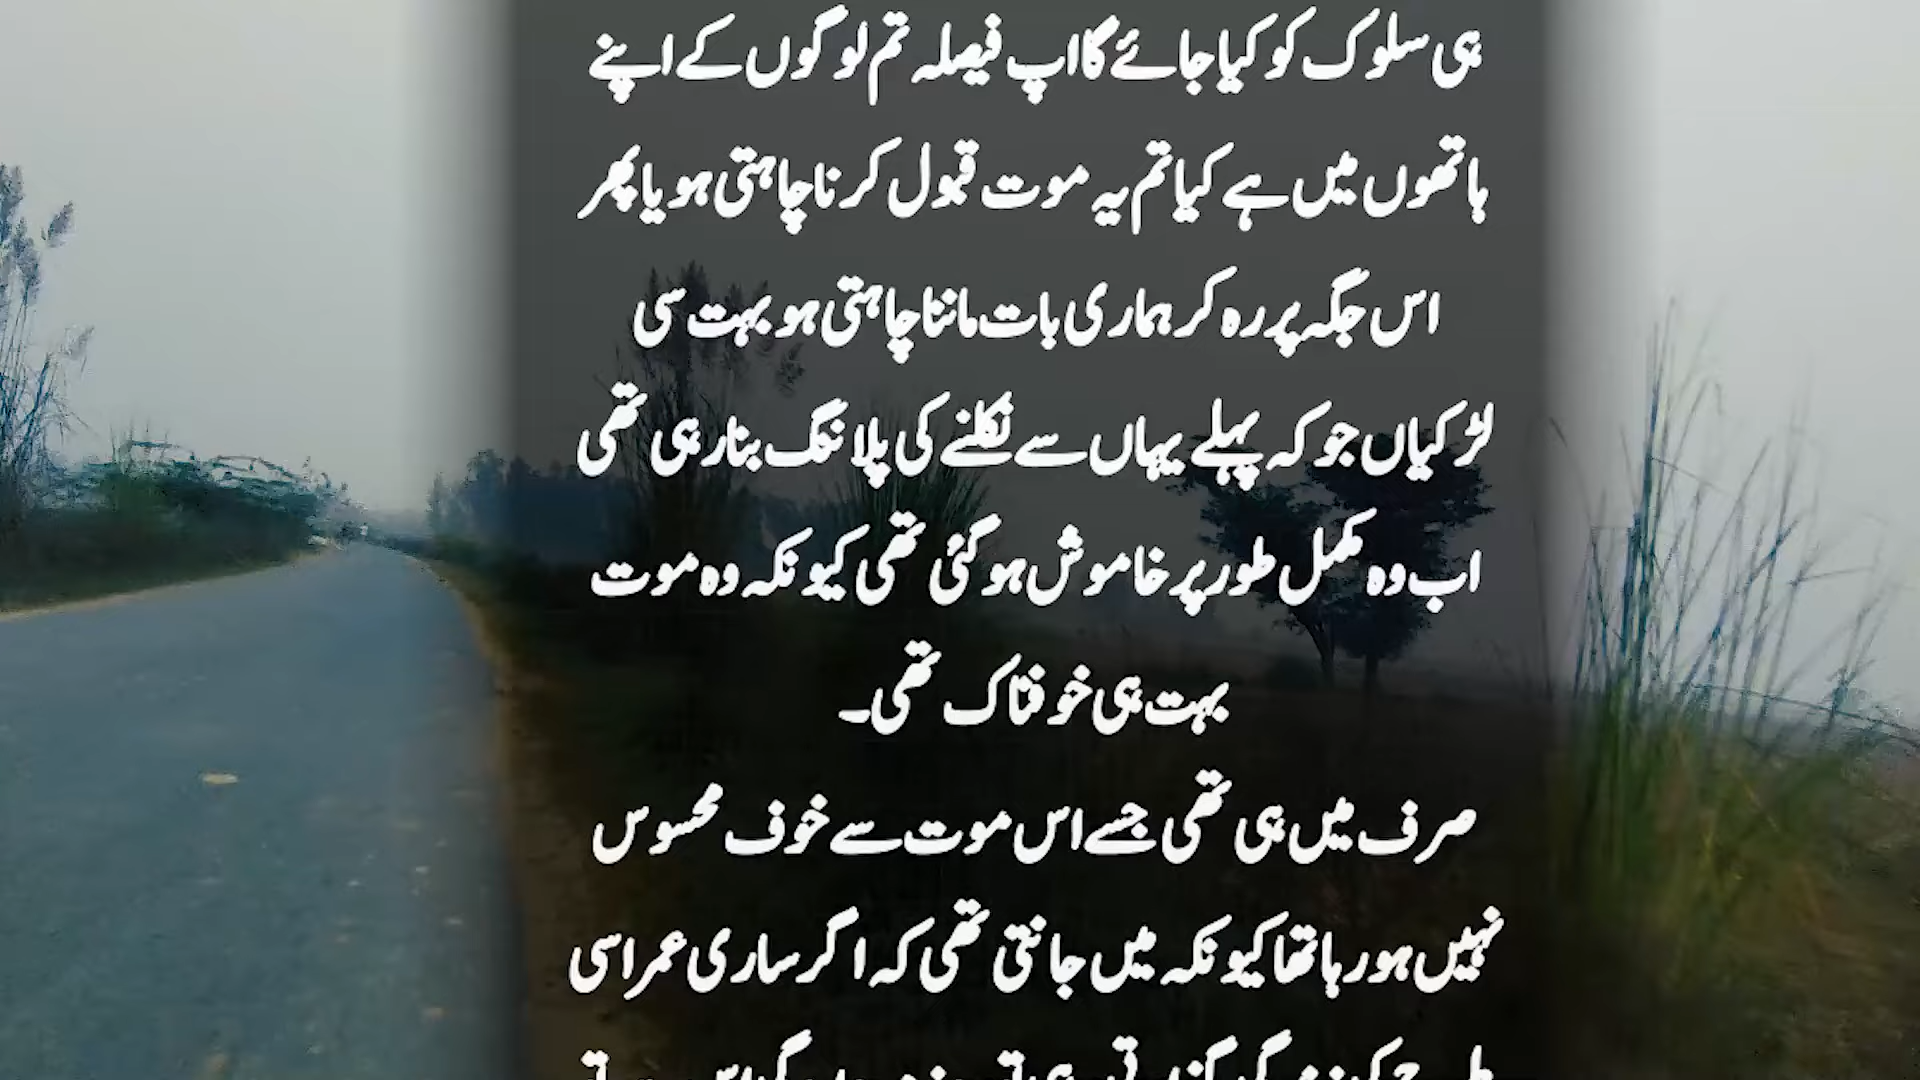 ہی سلوک کو کیا جائے گا اپ فیصلہ تم لوگوں کے اپنے
ہاتھوں میں ہے کیا تم یہ موت قبول کرنا چاہتی ہو یا پھر
اس جگہ پر رہ کر ہماری بات ماننا چاہتی ہو بہت سی
لڑکیاں جو کہ پہلے یہاں سے نکلنے کی پلاننگ بنا رہی تھی
اب وہ مکمل طور پر خاموش ہو گئی تھی کیونکہ وہ موت
بہت ہی خوفناک تھی۔
صرف میں ہی تھی جسے اس موت سے خوف محسوس
نہیں ہو رہا تھا کیونکہ میں جانتی تھی کہ اگر ساری عمر اسی